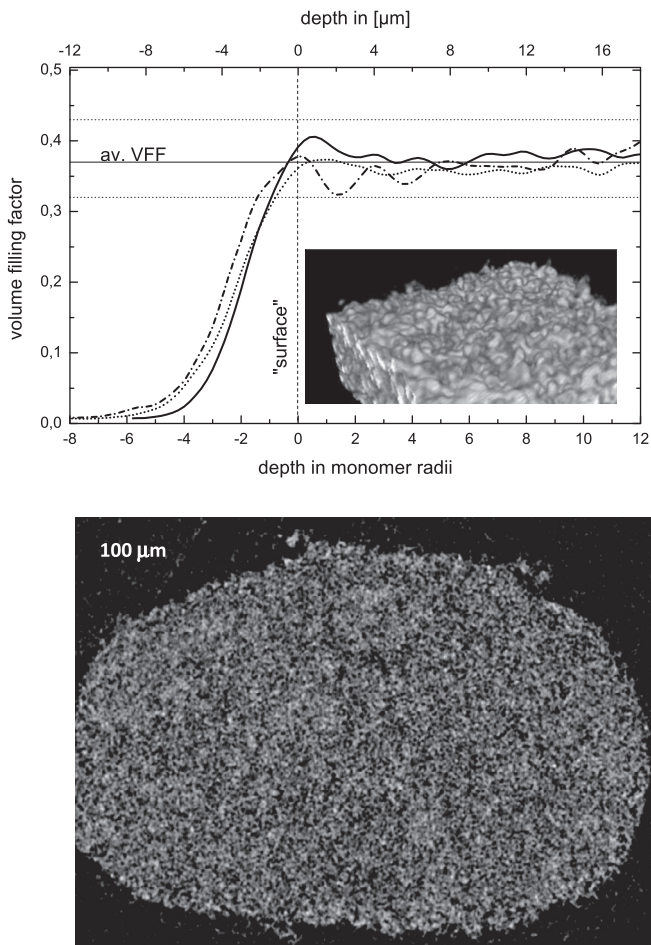 depth in [µm]
-12 -8 -4 0 4 8 12 16
0,5
0,4
0,3
0,2
0,1
0,0
volume filling factor
av. VFF
"surface"
-8 -6 -4 -2 0 2 4 6 8 10 12
depth in monomer radii
100 µm